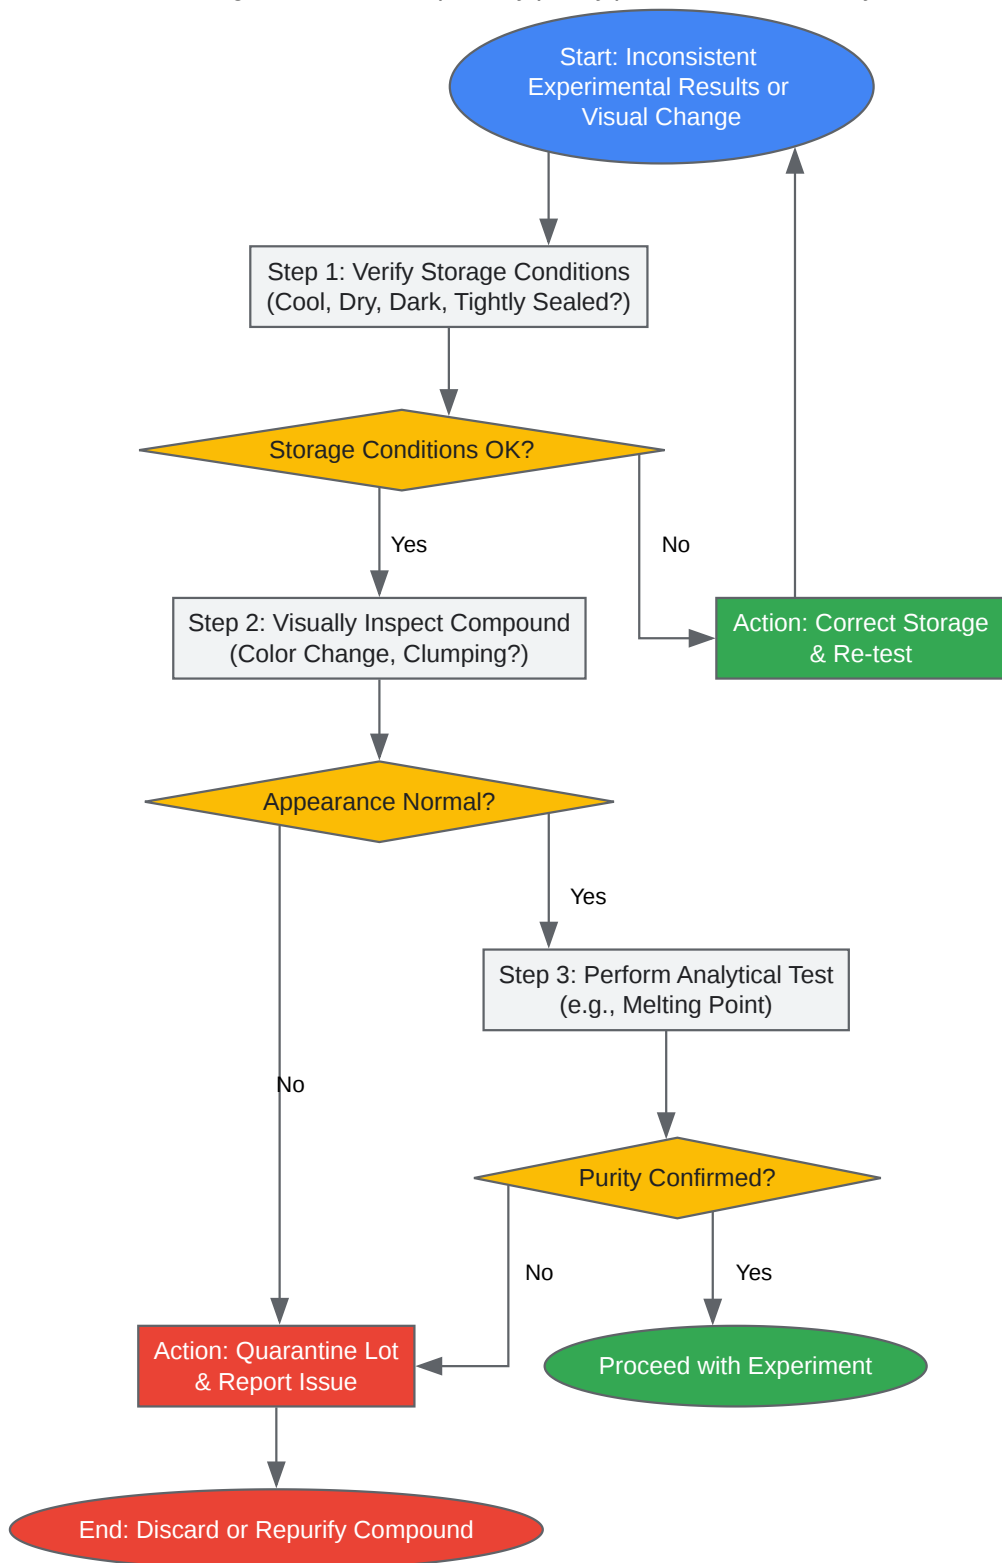 Start: Inconsistent
Experimental Results or
Visual Change
Step 1: Verify Storage Conditions
(Cool, Dry, Dark, Tightly Sealed?)
Storage Conditions OK?
Yes
No
Step 2: Visually Inspect Compound
(Color Change, Clumping?)
Action: Correct Storage
& Re-test
Appearance Normal?
Yes
Step 3: Perform Analytical Test
(e.g., Melting Point)
No
Purity Confirmed?
No
Yes
Action: Quarantine Lot
& Report Issue
Proceed with Experiment
End: Discard or Repurify Compound